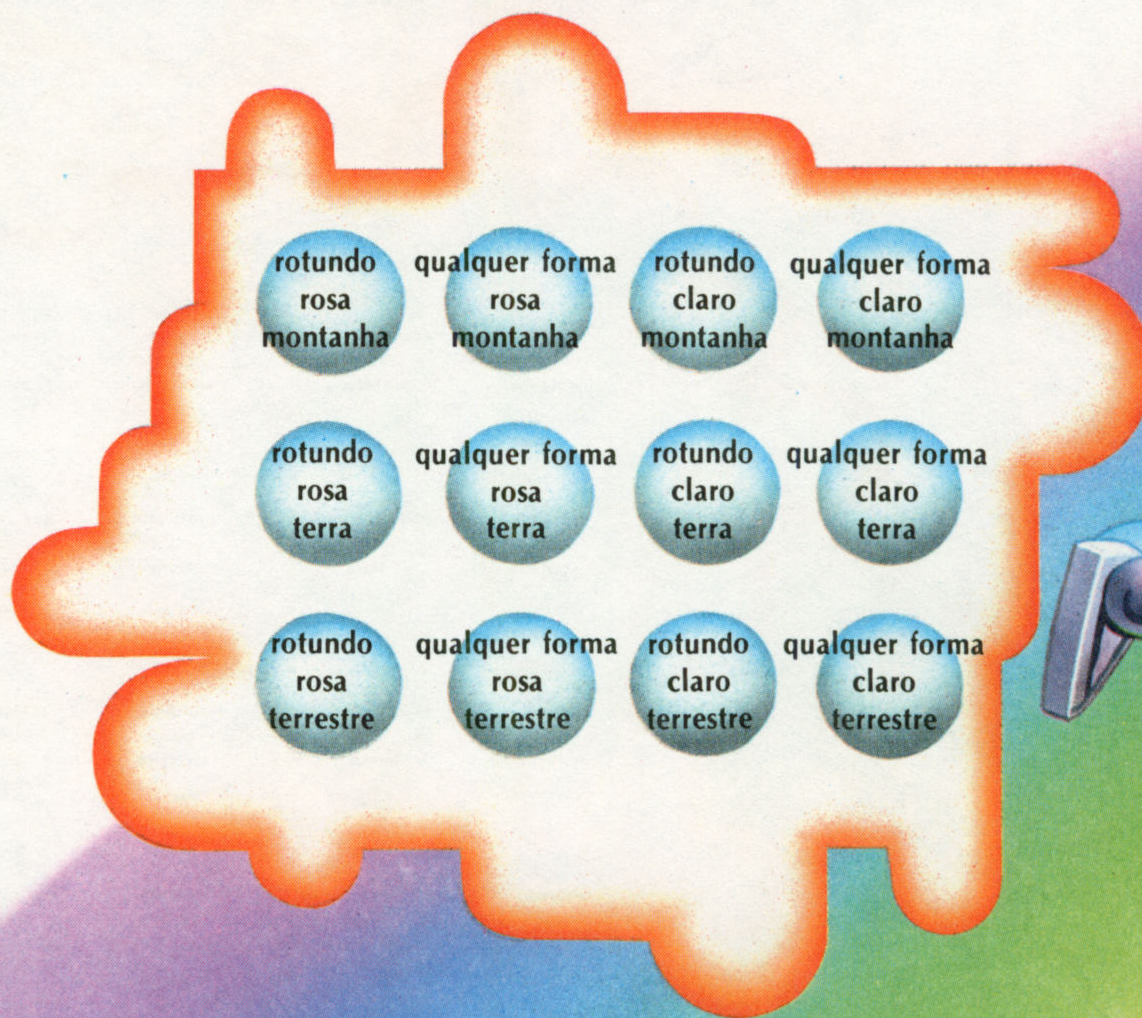 rotundo
rosa
montanha
qualquer forma
rosa
montanha
rotundo
claro
montanha
qualquer forma
claro
montanha
rotundo
rosa
terra
qualquer forma
rosa
terra
rotundo
claro
terra
qualquer forma
claro
terra
rotundo
rosa
terrestre
qualquer forma
rosa
terrestre
rotundo
claro
terrestre
qualquer forma
claro
terrestre